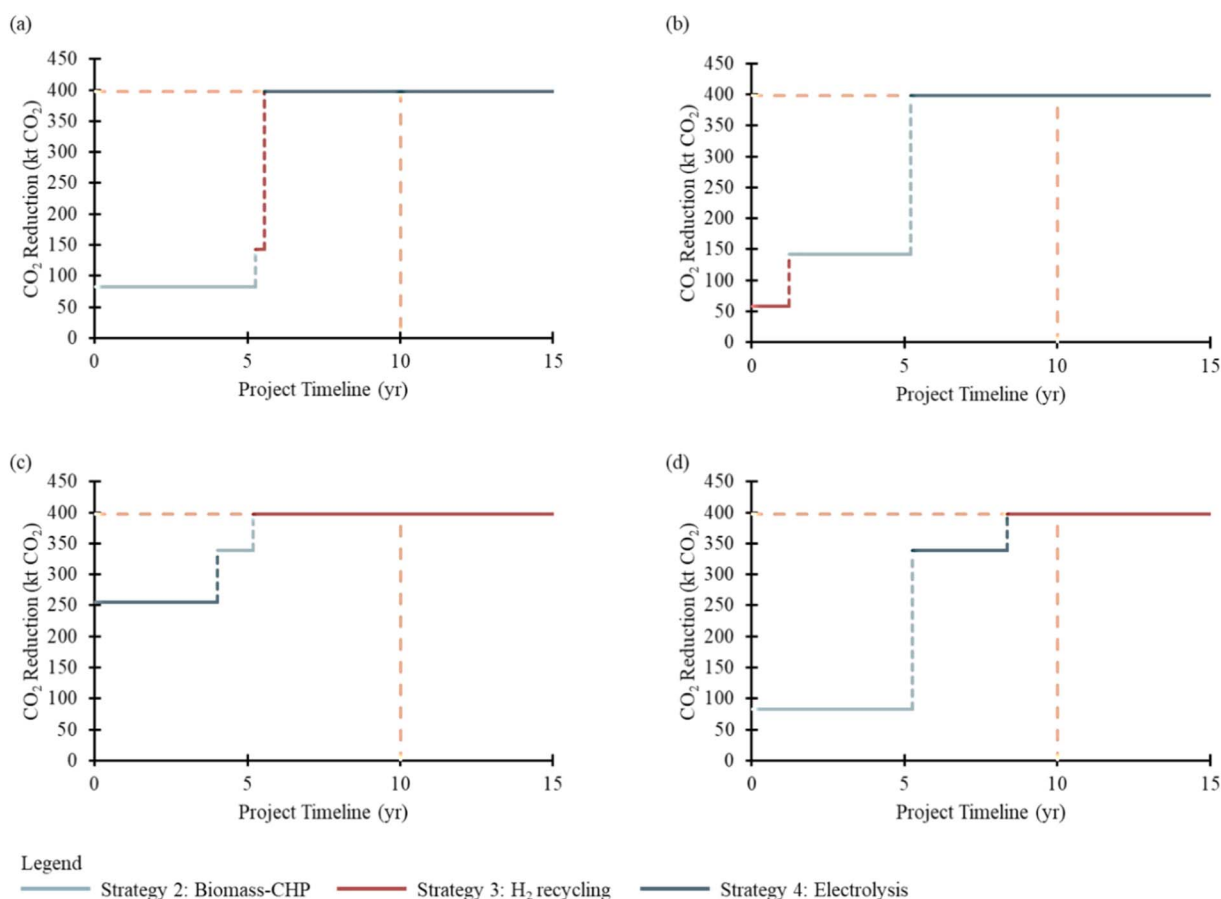 (a)
450
400
350
300
250
200
150
100
50
0
CO₂ Reduction (kt CO₂)
0 5 10 15
Project Timeline (yr)
(b)
450
400
350
300
250
200
150
100
50
0
CO₂ Reduction (kt CO₂)
0 5 10 15
Project Timeline (yr)
(c)
450
400
350
300
250
200
150
100
50
0
CO₂ Reduction (kt CO₂)
0 5 10 15
Project Timeline (yr)
(d)
450
400
350
300
250
200
150
100
50
0
CO₂ Reduction (kt CO₂)
0 5 10 15
Project Timeline (yr)
Legend
Strategy 2: Biomass-CHP Strategy 3: H₂ recycling Strategy 4: Electrolysis